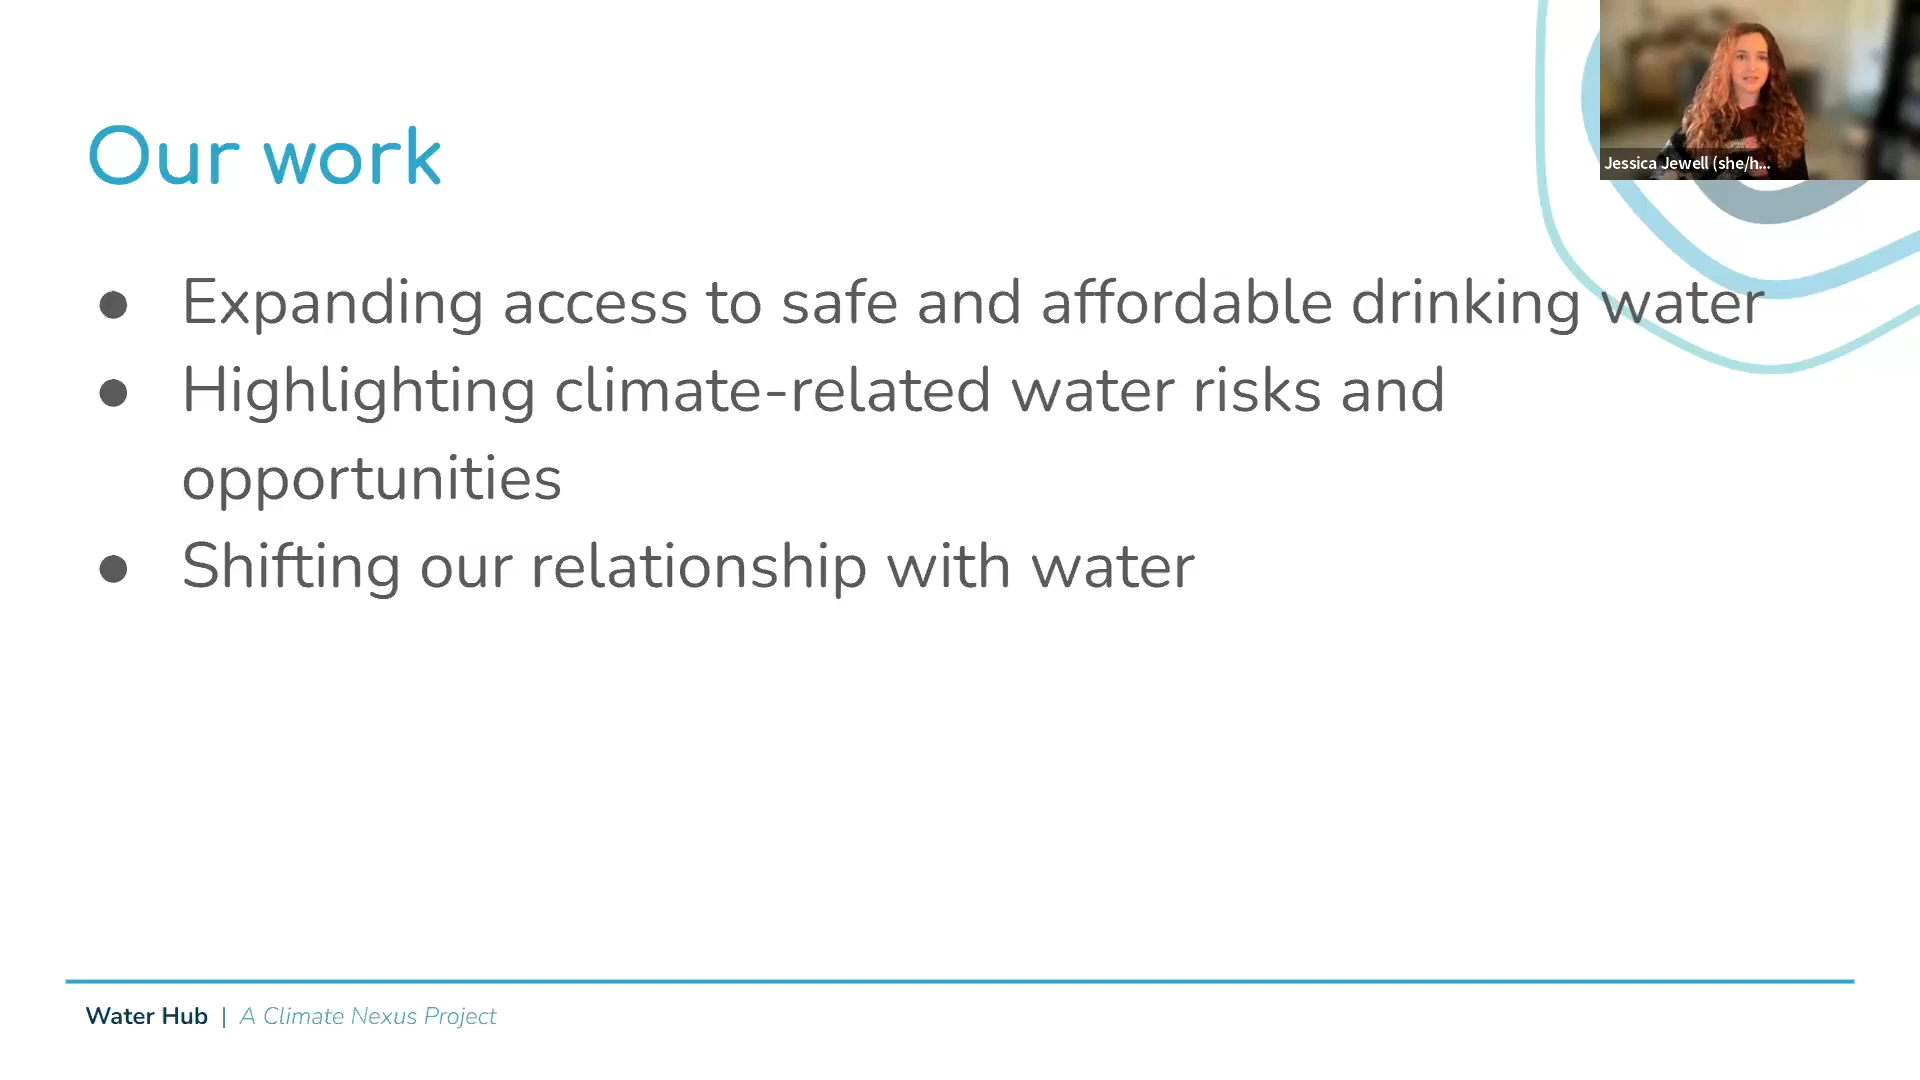 Our work
Jessica Jewell (she/h...
● Expanding access to safe and affordable drinking water
● Highlighting climate-related water risks and
opportunities
● Shifting our relationship with water
Water Hub | A Climate Nexus Project